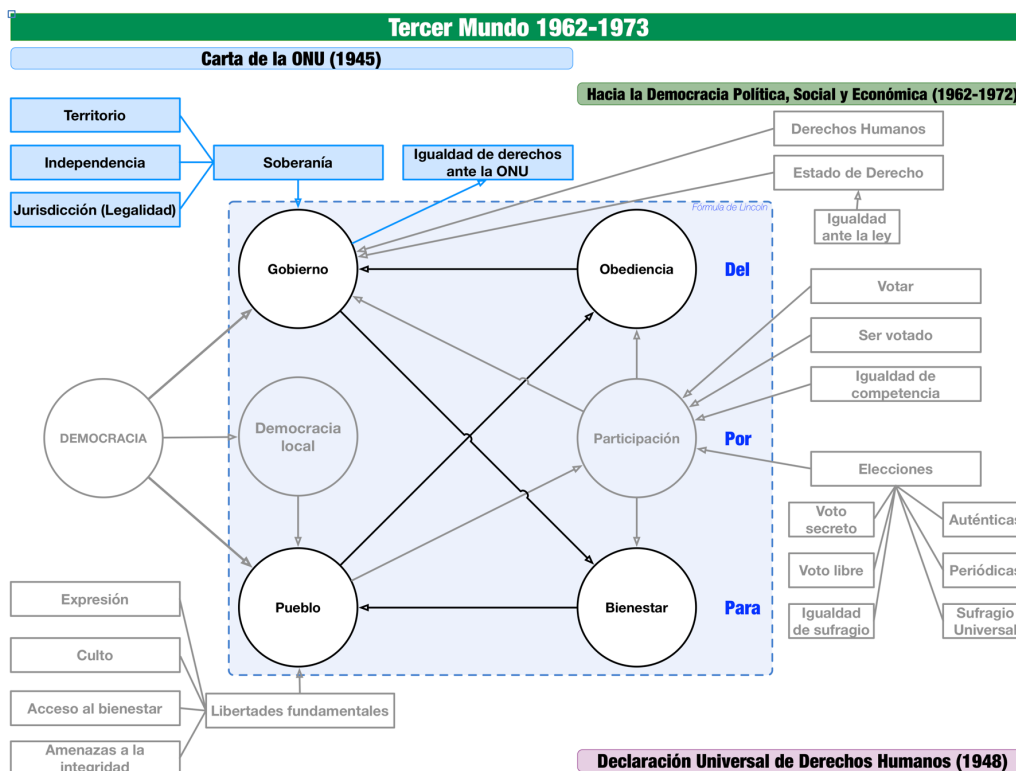 Tercer Mundo 1962-1973
Carta de la ONU (1945)
Hacia la Democracia Política, Social y Económica (1962-1972)
Territorio
Independencia
Jurisdicción (Legalidad)
Soberanía
Igualdad de derechos
ante la ONU
Derechos Humanos
Estado de Derecho
Igualdad
ante la ley
Fórmula de Lincoln
Gobierno
Obediencia
Del
Votar
Ser votado
Igualdad de
competencia
DEMOCRACIA
Democracia
local
Participación
Por
Elecciones
Voto
secreto
Auténticas
Voto libre
Periódicas
Igualdad
de sufragio
Sufragio
Universal
Pueblo
Bienestar
Para
Expresión
Culto
Acceso al bienestar
Amenazas a la
integridad
Libertades fundamentales
Declaración Universal de Derechos Humanos (1948)